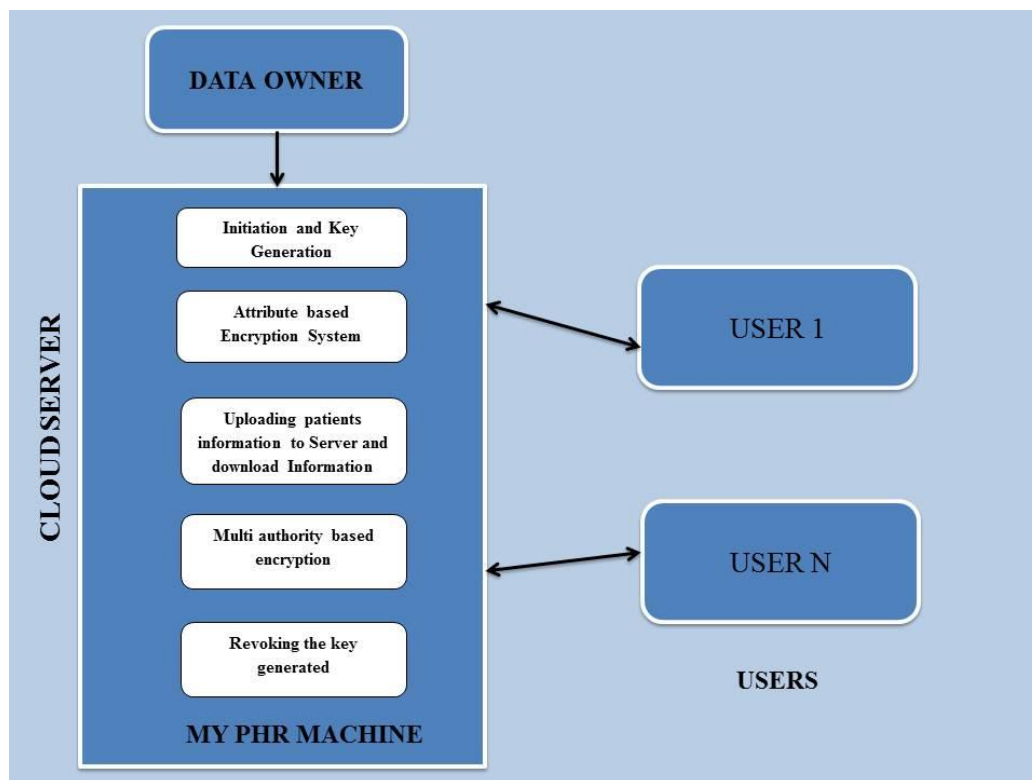 DATA OWNER
Initiation and Key
Generation
Attribute based
Encryption System
Uploading patients
information to Server and
download Information
Multi authority based
encryption
Revoking the key
generated
MY PHR MACHINE
CLOUD SERVER
USER 1
USER N
USERS